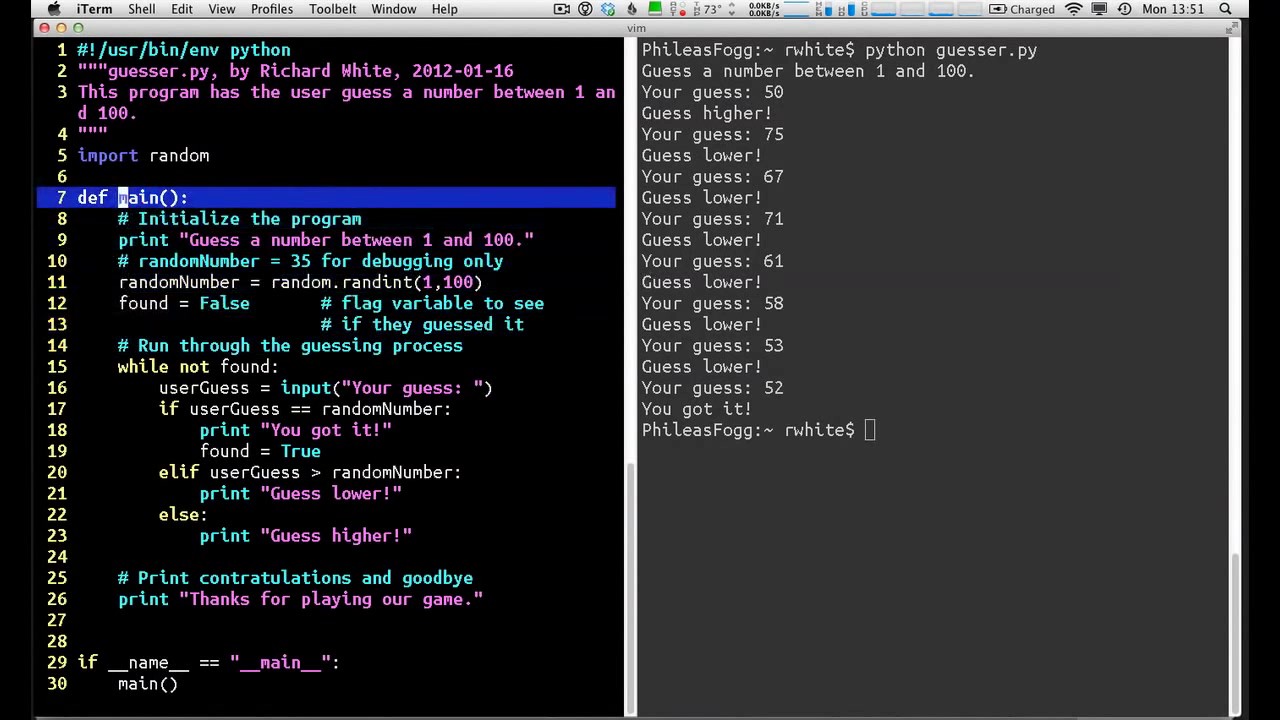 iTerm Shell Edit View Profiles Toolbelt Window Help 73° 0.0KB/s 0.0KB/s Charged Mon 13:51
vim
1 #!/usr/bin/env python
2 """guesser.py, by Richard White, 2012-01-16
3 This program has the user guess a number between 1 an
d 100.
4 """
5 import random
6
7 def main():
8 # Initialize the program
9 print "Guess a number between 1 and 100."
10 # randomNumber = 35 for debugging only
11 randomNumber = random.randint(1,100)
12 found = False # flag variable to see
13 # if they guessed it
14 # Run through the guessing process
15 while not found:
16 userGuess = input("Your guess: ")
17 if userGuess == randomNumber:
18 print "You got it!"
19 found = True
20 elif userGuess > randomNumber:
21 print "Guess lower!"
22 else:
23 print "Guess higher!"
24
25 # Print contratulations and goodbye
26 print "Thanks for playing our game."
27
28
29 if __name__ == "__main__":
30 main()
PhileasFogg:~ rwhite$ python guesser.py
Guess a number between 1 and 100.
Your guess: 50
Guess higher!
Your guess: 75
Guess lower!
Your guess: 67
Guess lower!
Your guess: 71
Guess lower!
Your guess: 61
Guess lower!
Your guess: 58
Guess lower!
Your guess: 53
Guess lower!
Your guess: 52
You got it!
PhileasFogg:~ rwhite$